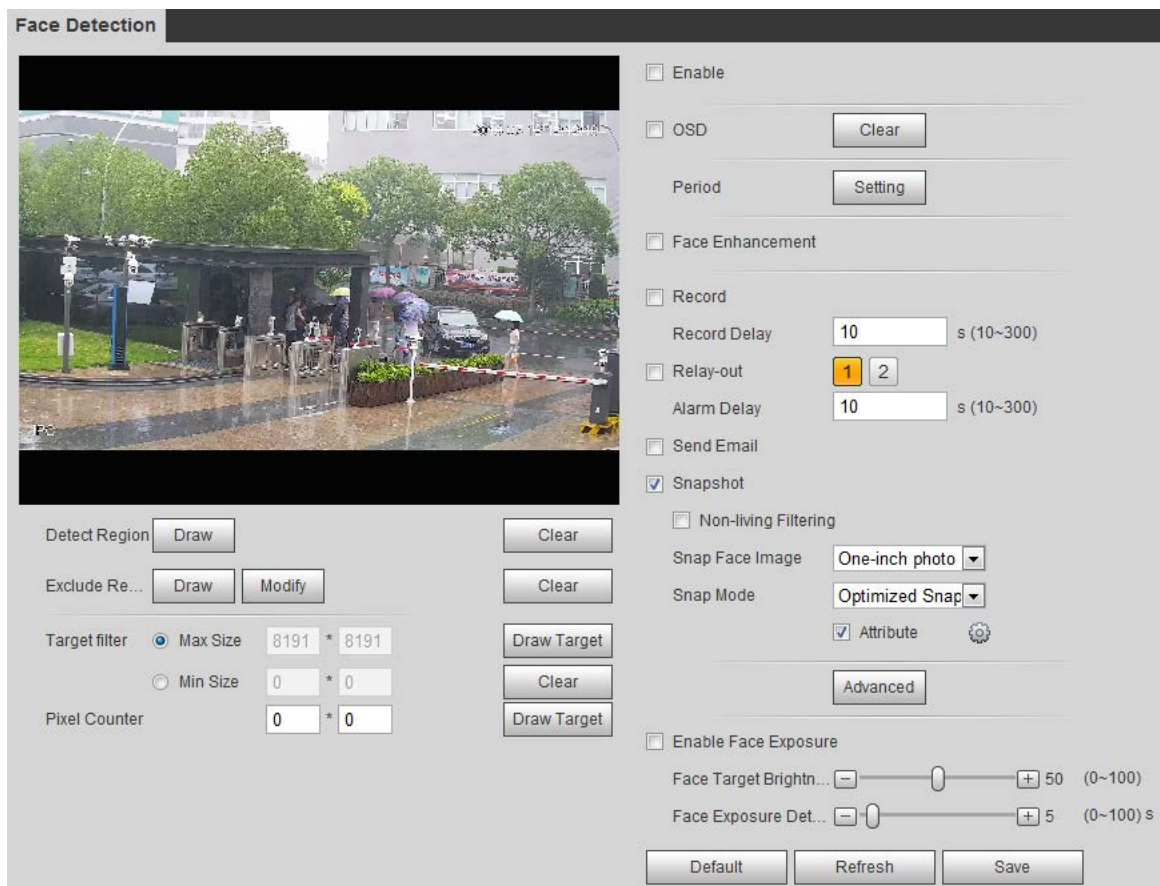 Face Detection
Enable
OSD Clear
Period Setting
Face Enhancement
Record
Record Delay 10 s (10~300)
Relay-out 1 2
Alarm Delay 10 s (10~300)
Send Email
Snapshot
Non-living Filtering
Snap Face Image One-inch photo
Snap Mode Optimized Snap
Attribute
Advanced
Enable Face Exposure
Face Target Brightn... 50 (0~100)
Face Exposure Det... 5 (0~100) s
Default Refresh Save
Detect Region Draw Clear
Exclude Re... Draw Modify Clear
Target filter Max Size 8191 * 8191 Draw Target
Min Size 0 * 0 Clear
Pixel Counter 0 * 0 Draw Target